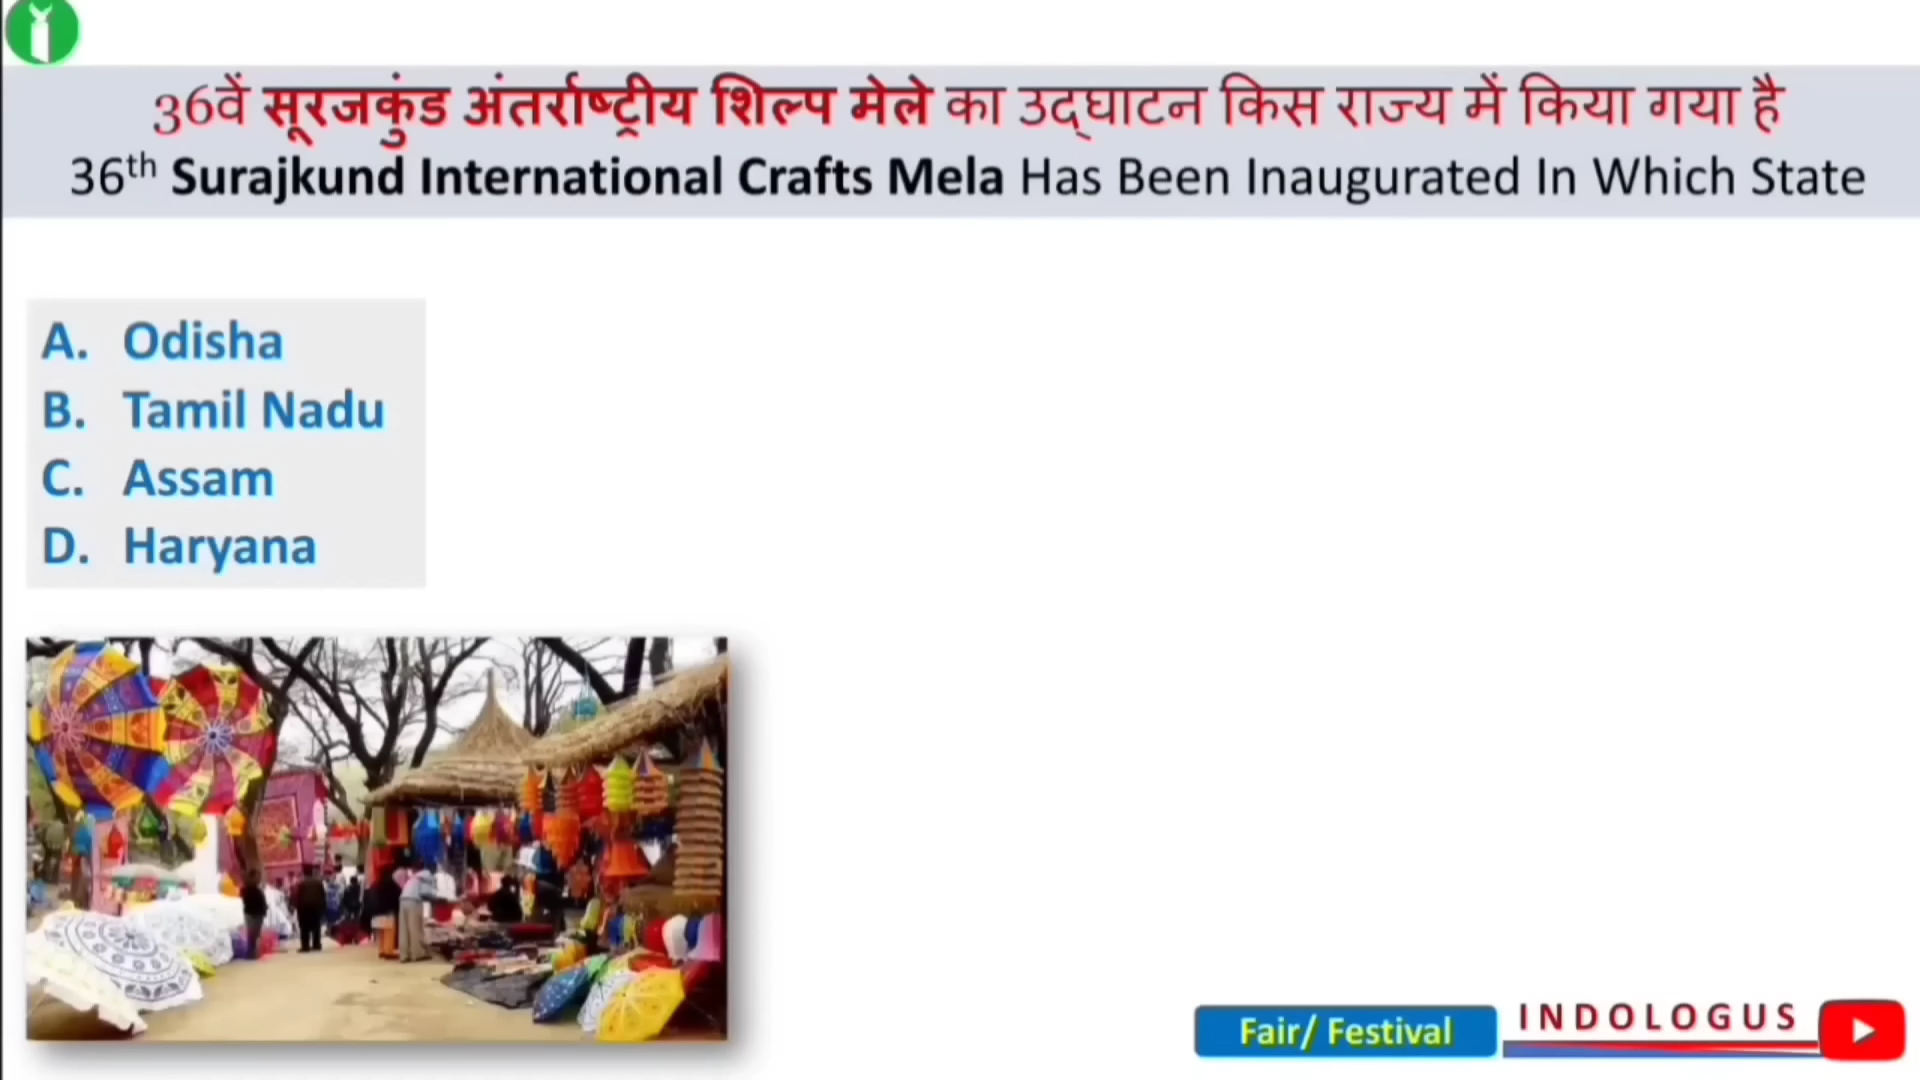 36वें सूरजकुंड अंतर्राष्ट्रीय शिल्प मेले का उद्घाटन किस राज्य में किया गया है
36th Surajkund International Crafts Mela Has Been Inaugurated In Which State
A. Odisha
B. Tamil Nadu
C. Assam
D. Haryana
Fair/ Festival
INDOLOGUS